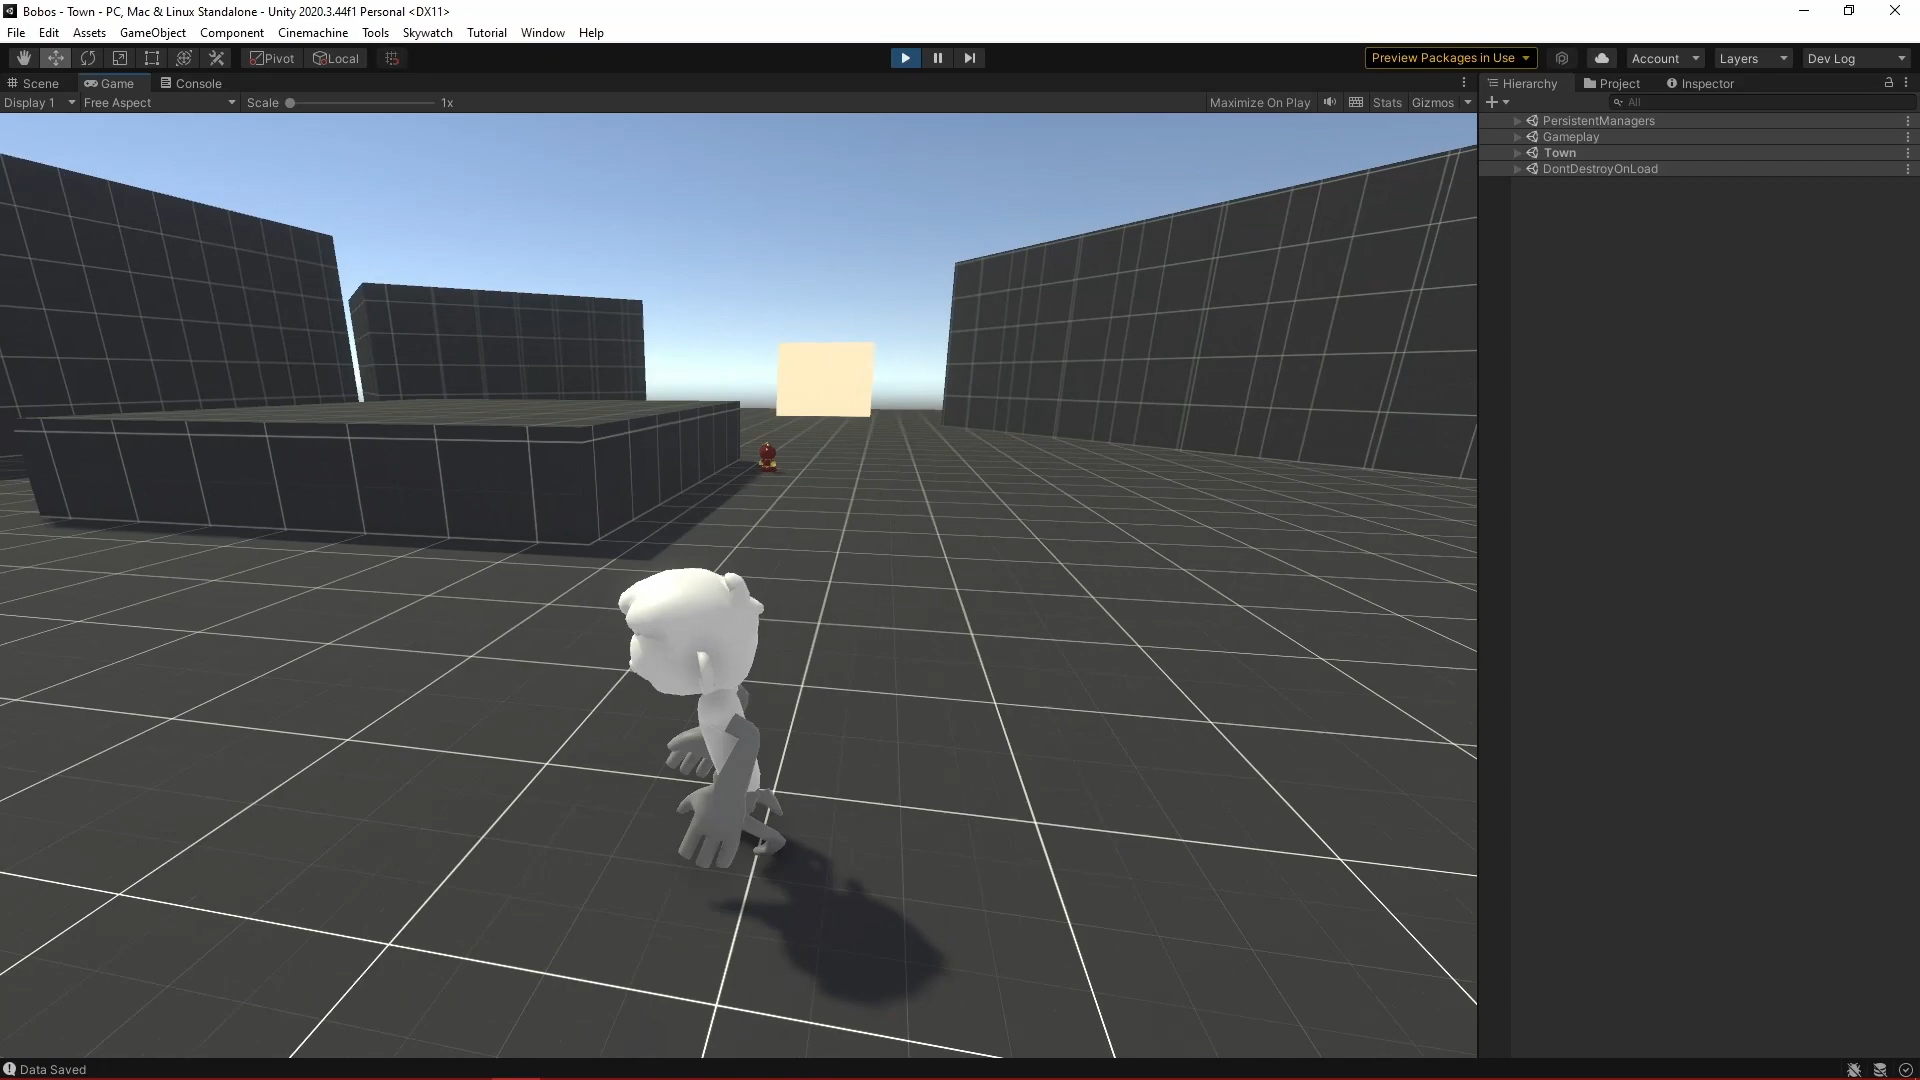 Bobos - Town - PC, Mac & Linux Standalone - Unity 2020.3.44f1 Personal <DX11>
File Edit Assets GameObject Component Cinemachine Tools Skywatch Tutorial Window Help
Pivot Local Preview Packages in Use Account Layers Dev Log
Scene Game Console Hierarchy Project Inspector
Display 1 Free Aspect Scale 1x Maximize On Play Stats Gizmos All
PersistentManagers
Gameplay
Town
DontDestroyOnLoad
Data Saved